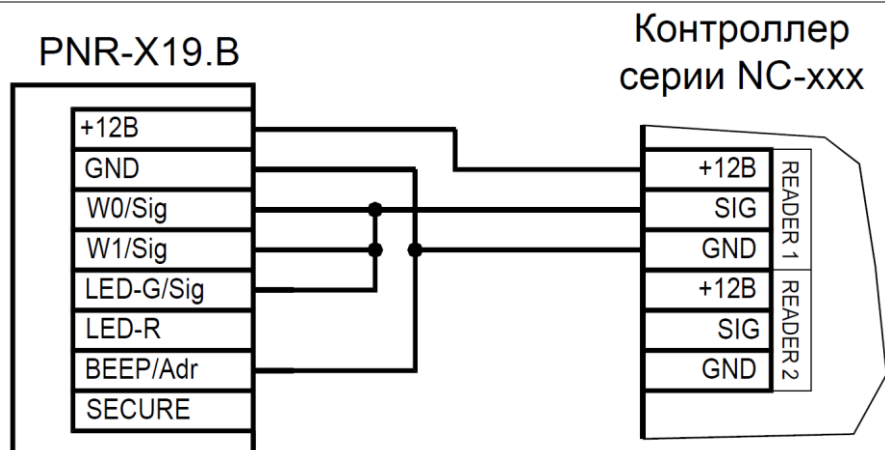 PNR-X19.B
Контроллер
серии NC-xxx
+12В
GND
W0/Sig
W1/Sig
LED-G/Sig
LED-R
BEEP/Adr
SECURE
+12В
SIG
GND
READER 1
+12В
SIG
GND
READER 2